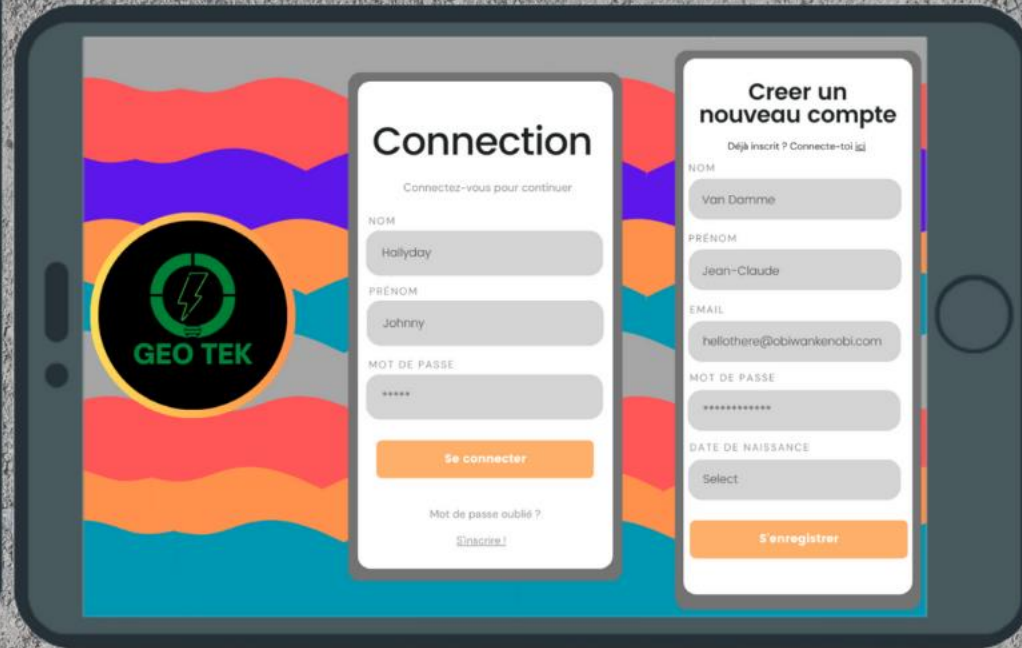 GEO TEK
Connection
Connectez-vous pour continuer
NOM
Hallyday
PRÉNOM
Johnny
MOT DE PASSE
*****
Se connecter
Mot de passe oublié ?
S'inscrire !
Creer un
nouveau compte
Déjà inscrit ? Connecte-toi ici
NOM
Van Damme
PRÉNOM
Jean-Claude
EMAIL
hellothere@obiwankenobi.com
MOT DE PASSE
************
DATE DE NAISSANCE
Select
S'enregistrer